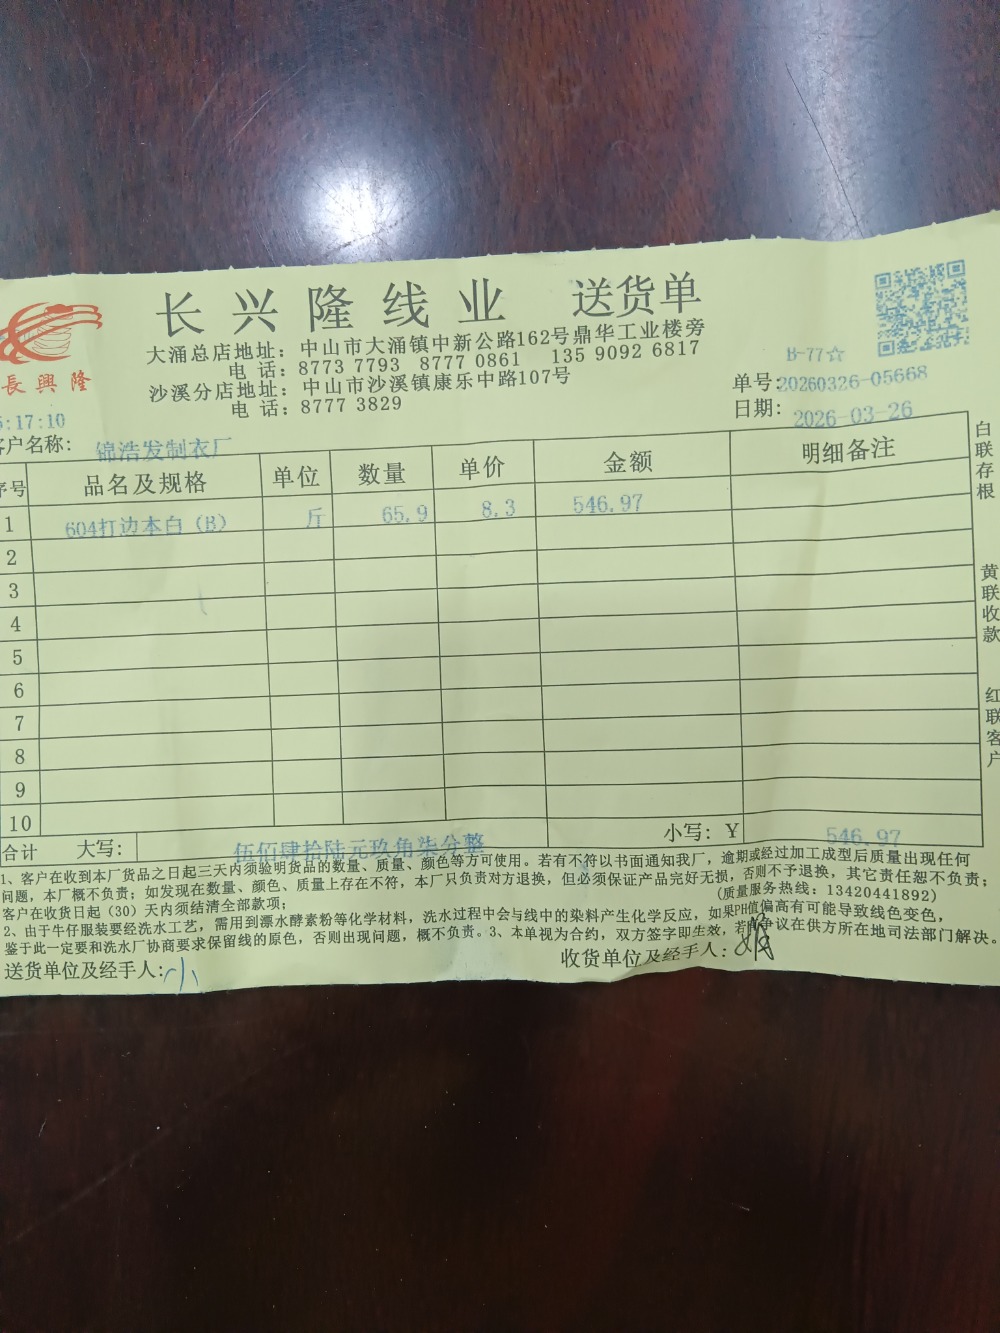 长兴隆线业 送货单
大涌总店地址：中山市大涌镇中新公路162号鼎华工业楼旁
电 话：8773 7793 8777 0861 135 9092 6817
沙溪分店地址：中山市沙溪镇康乐中路107号
电 话：8777 3829
長興隆
B-77☆
单号：20260326-05668
日期：2026-03-26
:17:10
客户名称：锦浩发制衣厂
序号 品名及规格 单位 数量 单价 金额 明细备注
1 604打边本白（B） 斤 65.9 8.3 546.97
2
3
4
5
6
7
8
9
10
合计 大写：伍佰肆拾陆元玖角柒分整 小写：¥ 546.97
白联存根
黄联收款
红联客户
1、客户在收到本厂货品之日起三天内须验明货品的数量、质量、颜色等方可使用。若有不符以书面通知我厂，逾期或经过加工成型后质量出现任何
问题，本厂概不负责；如发现在数量、颜色、质量上存在不符，本厂只负责对方退换，但必须保证产品完好无损，否则不予退换，其它责任恕不负责；
客户在收货日起（30）天内须结清全部款项；
(质量服务热线：13420441892)
2、由于牛仔服装要经洗水工艺，需用到漂水酵素粉等化学材料，洗水过程中会与线中的染料产生化学反应，如果PH值偏高有可能导致线色变色，
鉴于此一定要和洗水厂协商要求保留线的原色，否则出现问题，概不负责。3、本单视为合约，双方签字即生效，若有争议在供方所在地司法部门解决。
送货单位及经手人：
收货单位及经手人：